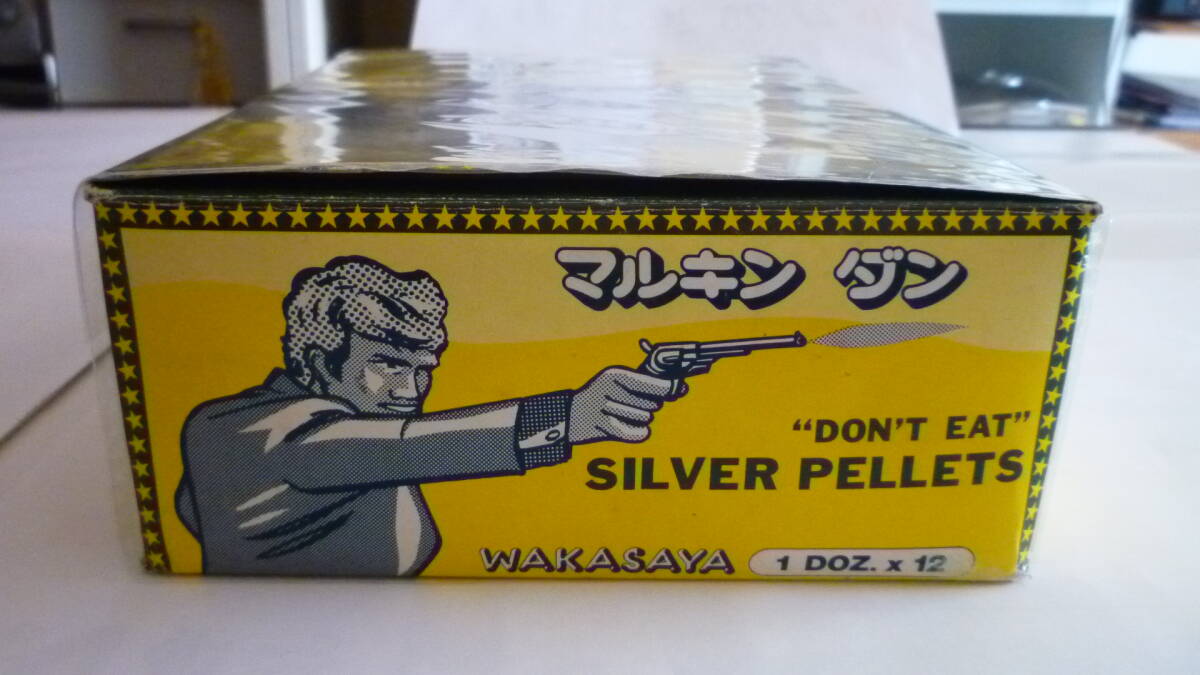 マルキン ダン
"DON'T EAT"
SILVER PELLETS
WAKASAYA 1 DOZ. x 12